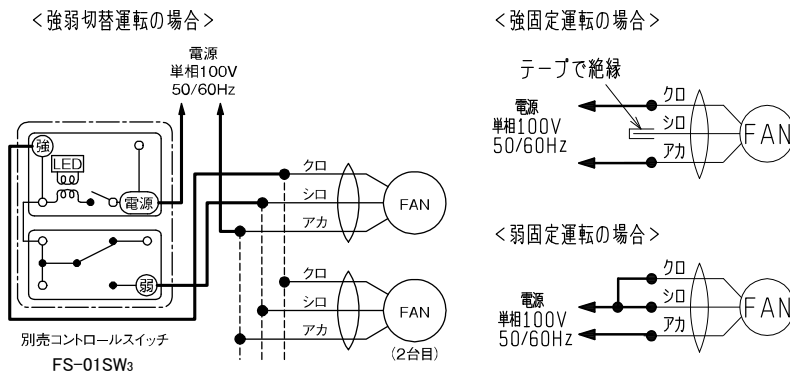 ＜強弱切替運転の場合＞
電源
単相100V
50/60Hz
強
LED
電源
弱
別売コントロールスイッチ
FS-01SW3
クロ
シロ
アカ
FAN
クロ
シロ
アカ
FAN
(2台目)
＜強固定運転の場合＞
テープで絶縁
電源
単相100V
50/60Hz
クロ
シロ
アカ
FAN
＜弱固定運転の場合＞
電源
単相100V
50/60Hz
クロ
シロ
アカ
FAN